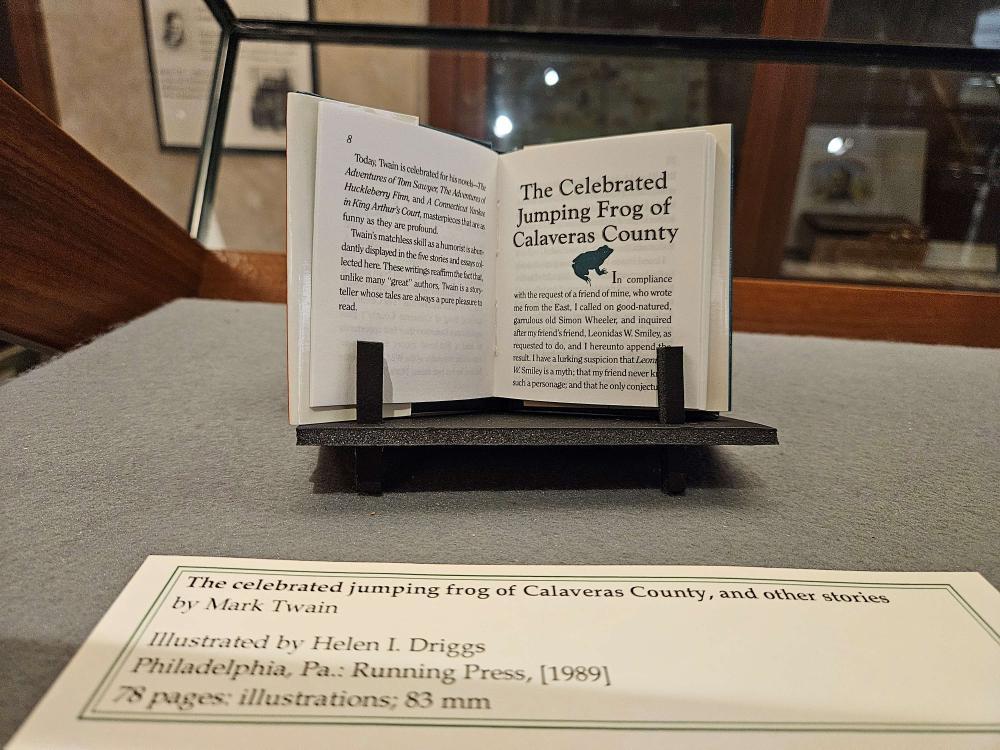 8
Today, Twain is celebrated for his novels—The
Adventures of Tom Sawyer, The Adventures of
Huckleberry Finn, and A Connecticut Yankee
in King Arthur's Court, masterpieces that are as
funny as they are profound.
Twain's matchless skill as a humorist is abun-
dantly displayed in the five stories and essays col-
lected here. These writings reaffirm the fact that,
unlike many "great" authors, Twain is a story-
teller whose tales are always a pure pleasure to
read.
The Celebrated
Jumping Frog of
Calaveras County
In compliance
with the request of a friend of mine, who wrote
me from the East, I called on good-natured,
garrulous old Simon Wheeler, and inquired
after my friend's friend, Leonidas W. Smiley, as
requested to do, and I hereunto append the
result. I have a lurking suspicion that
W. Smiley is a myth; that my friend never
such a personage; and that he only
The celebrated jumping frog of Calaveras County, and other stories
by Mark Twain
Illustrated by Helen I. Driggs
Philadelphia, Pa.: Running Press, [1989]
78 pages: illustrations; 83 mm